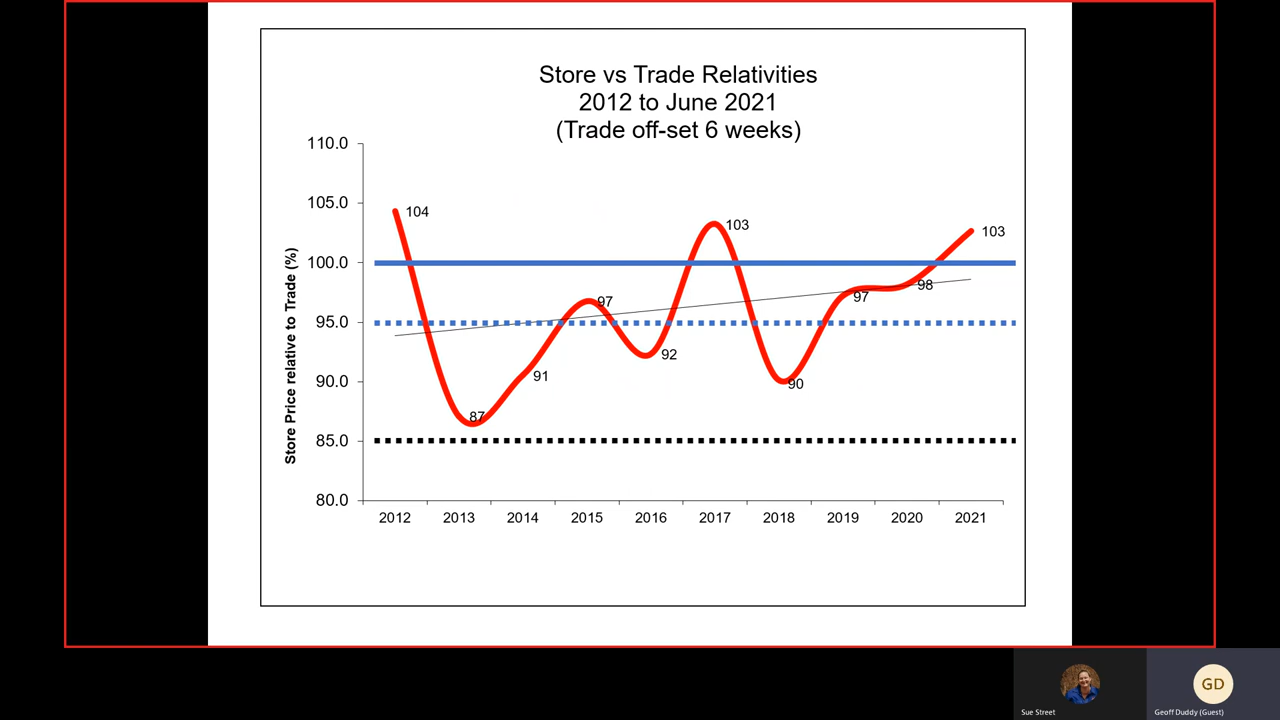 Store vs Trade Relativities
2012 to June 2021
(Trade off-set 6 weeks)
110.0
105.0
100.0
95.0
90.0
85.0
80.0
Store Price relative to Trade (%)
104
87
91
97
92
103
90
97
98
103
2012 2013 2014 2015 2016 2017 2018 2019 2020 2021
GD
Sue Street
Geoff Duddy (Guest)